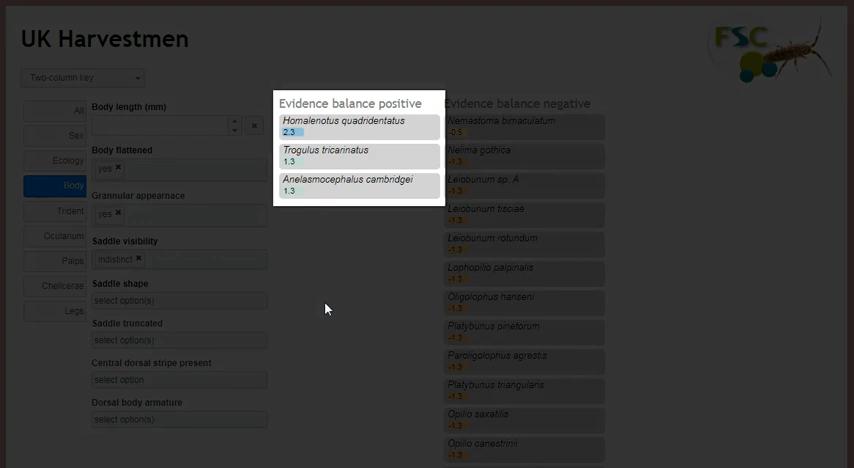 UK Harvestmen
FSC
Two-column key
All
Sex
Ecology
Body
Trident
Ocularium
Palps
Chelicerae
Legs
Body length (mm)
Body flattened
yes ×
Grannular appearnace
yes ×
Saddle visibility
indistinct ×
Saddle shape
select option(s)
Saddle truncated
select option(s)
Central dorsal stripe present
select option
Dorsal body armature
select option(s)
Evidence balance positive
Homalenotus quadridentatus
2.3
Trogulus tricarinatus
1.3
Anelasmocephalus cambridgei
1.3
Evidence balance negative
Nemastoma bimaculatum
-0.5
Nelima gothica
-1.3
Leiobunum sp. A
-1.3
Leiobunum tisciae
-1.3
Leiobunum rotundum
-1.3
Lophopilio palpinalis
-1.3
Oligolophus hanseni
-1.3
Platybunus pinetorum
-1.3
Paroligolophus agrestis
-1.3
Platybunus triangularis
-1.3
Opilio saxatilis
-1.3
Opilio canestrinii
-1.3